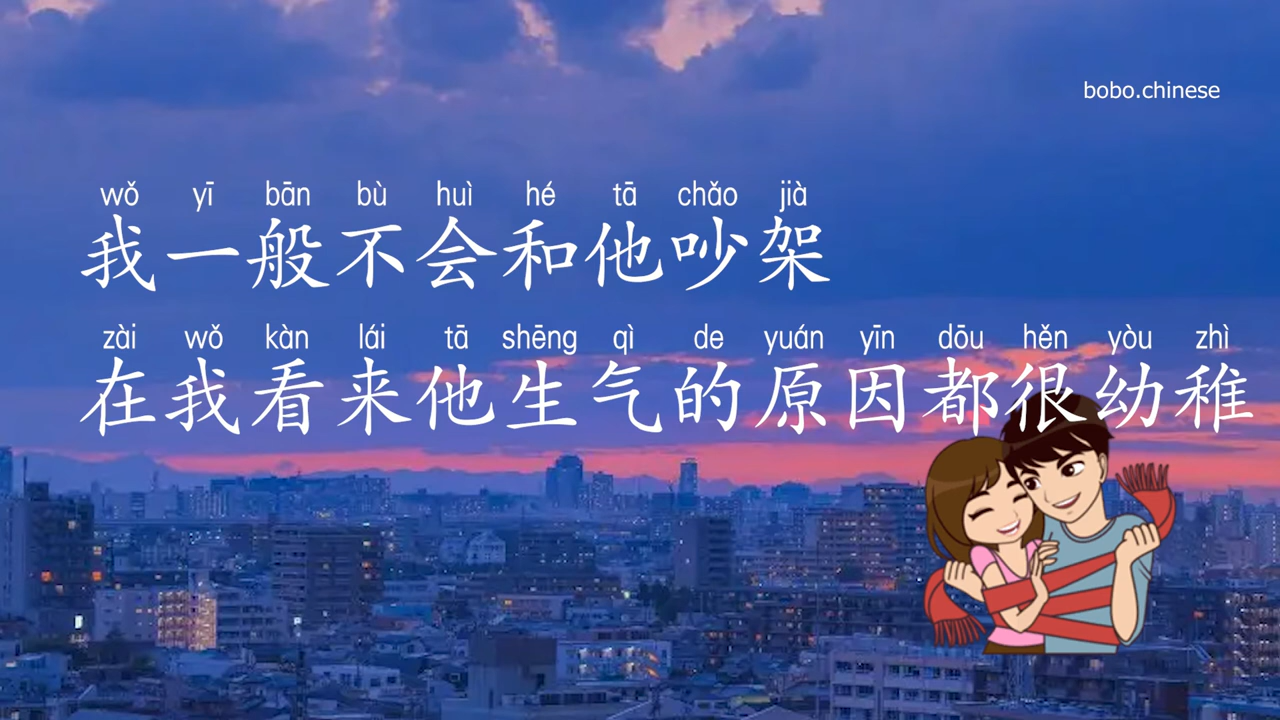 bobo.chinese
wǒ yī bān bù huì hé tā chǎo jià
我一般不会和他吵架
zài wǒ kàn lái tā shēng qì de yuán yīn dōu hěn yòu zhì
在我看来他生气的原因都很幼稚